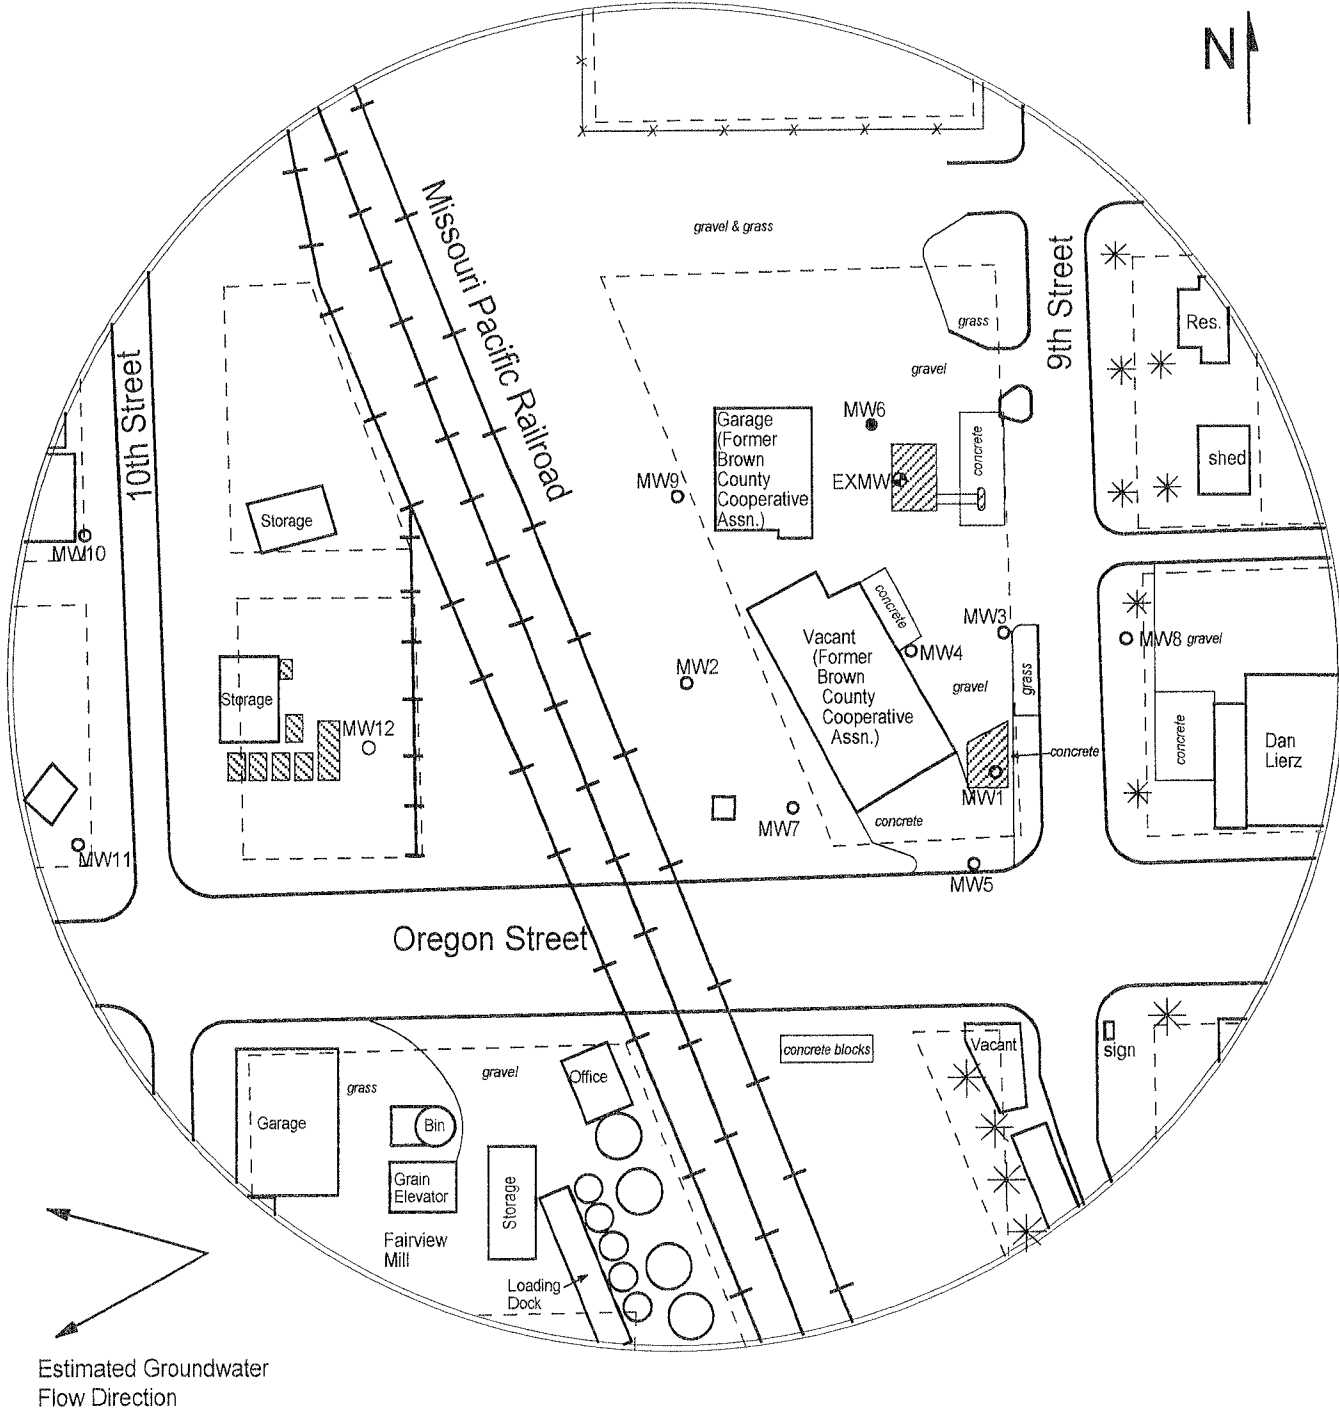 N
gravel & grass
Missouri Pacific Railroad
9th Street
grass
Res.
10th Street
gravel
MW6
Garage
(Former
Brown
County
Cooperative
Assn.)
concrete
shed
MW9
EXMW
Storage
MW10
concrete
MW3
Vacant
(Former
Brown
County
Cooperative
Assn.)
MW4
MW8
gravel
MW2
grass
gravel
Storage
MW12
concrete
concrete
Dan
Lierz
MW1
MW7
concrete
MW11
MW5
Oregon Street
concrete blocks
Vacant
sign
gravel
Office
grass
Garage
Bin
Grain
Elevator
Storage
Fairview
Mill
Loading
Dock
Estimated Groundwater
Flow Direction